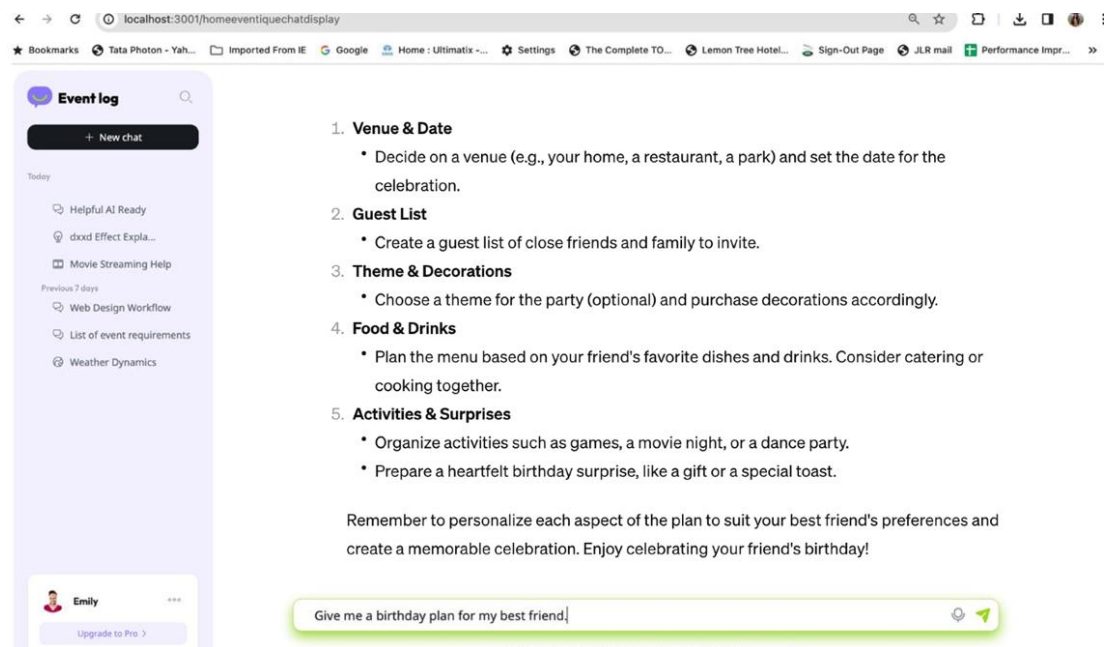 localhost:3001/homeeventiquechatdisplay
Bookmarks Tata Photon - Yah... Imported From IE Google Home : Ultimatix -... Settings The Complete TO... Lemon Tree Hotel... Sign-Out Page JLR mail Performance Impr... »
Event log
+ New chat
Today
Helpful AI Ready
dxxd Effect Expla...
Movie Streaming Help
Previous 7 days
Web Design Workflow
List of event requirements
Weather Dynamics
Emily
Upgrade to Pro >
1. Venue & Date
• Decide on a venue (e.g., your home, a restaurant, a park) and set the date for the
celebration.
2. Guest List
• Create a guest list of close friends and family to invite.
3. Theme & Decorations
• Choose a theme for the party (optional) and purchase decorations accordingly.
4. Food & Drinks
• Plan the menu based on your friend's favorite dishes and drinks. Consider catering or
cooking together.
5. Activities & Surprises
• Organize activities such as games, a movie night, or a dance party.
• Prepare a heartfelt birthday surprise, like a gift or a special toast.
Remember to personalize each aspect of the plan to suit your best friend's preferences and
create a memorable celebration. Enjoy celebrating your friend's birthday!
Give me a birthday plan for my best friend.